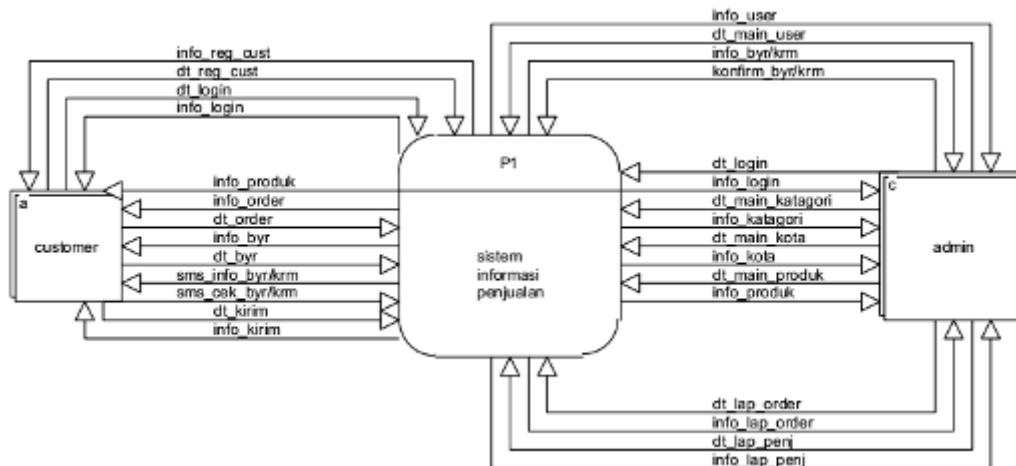 info_user
dt_main_user
info_byr/krm
konfirm_byr/krm
info_reg_cust
dt_reg_cust
dt_login
info_login
P1
sistem
informasi
penjualan
a
customer
c
admin
info_produk
info_order
dt_order
info_byr
dt_byr
sms_info_byr/krm
sms_cek_byr/krm
dt_kirim
info_kirim
dt_login
info_login
dt_main_katagori
info_katagori
dt_main_kota
info_kota
dt_main_produk
info_produk
dt_lap_order
info_lap_order
dt_lap_penj
info_lap_penj